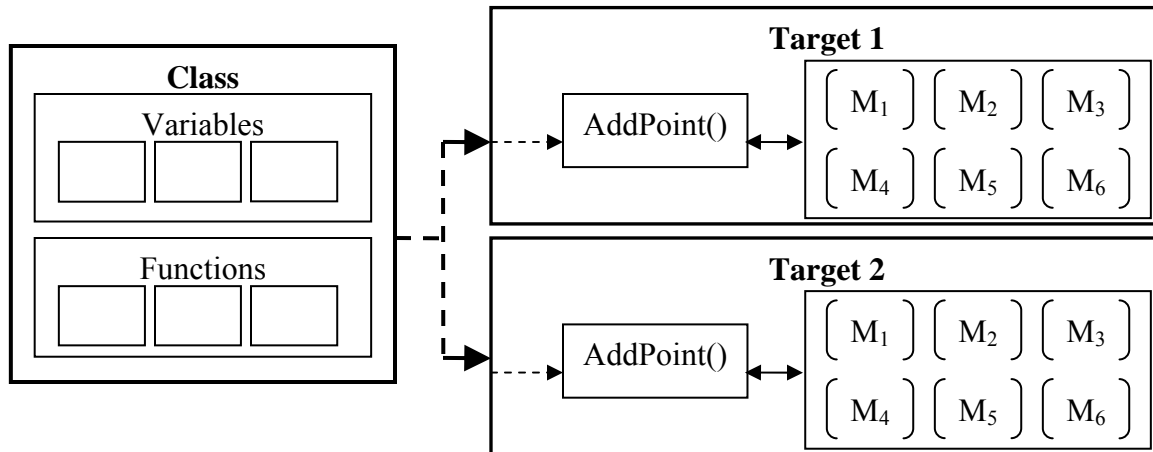 Class
Variables
Functions
Target 1
AddPoint()
M₁ M₂ M₃
M₄ M₅ M₆
Target 2
AddPoint()
M₁ M₂ M₃
M₄ M₅ M₆